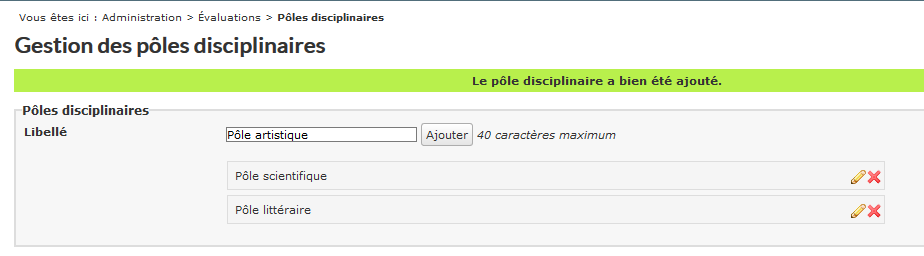 Vous êtes ici : Administration > Évaluations > Pôles disciplinaires
Gestion des pôles disciplinaires
Le pôle disciplinaire a bien été ajouté.
Pôles disciplinaires
Libellé Pôle artistique Ajouter 40 caractères maximum
Pôle scientifique
Pôle littéraire